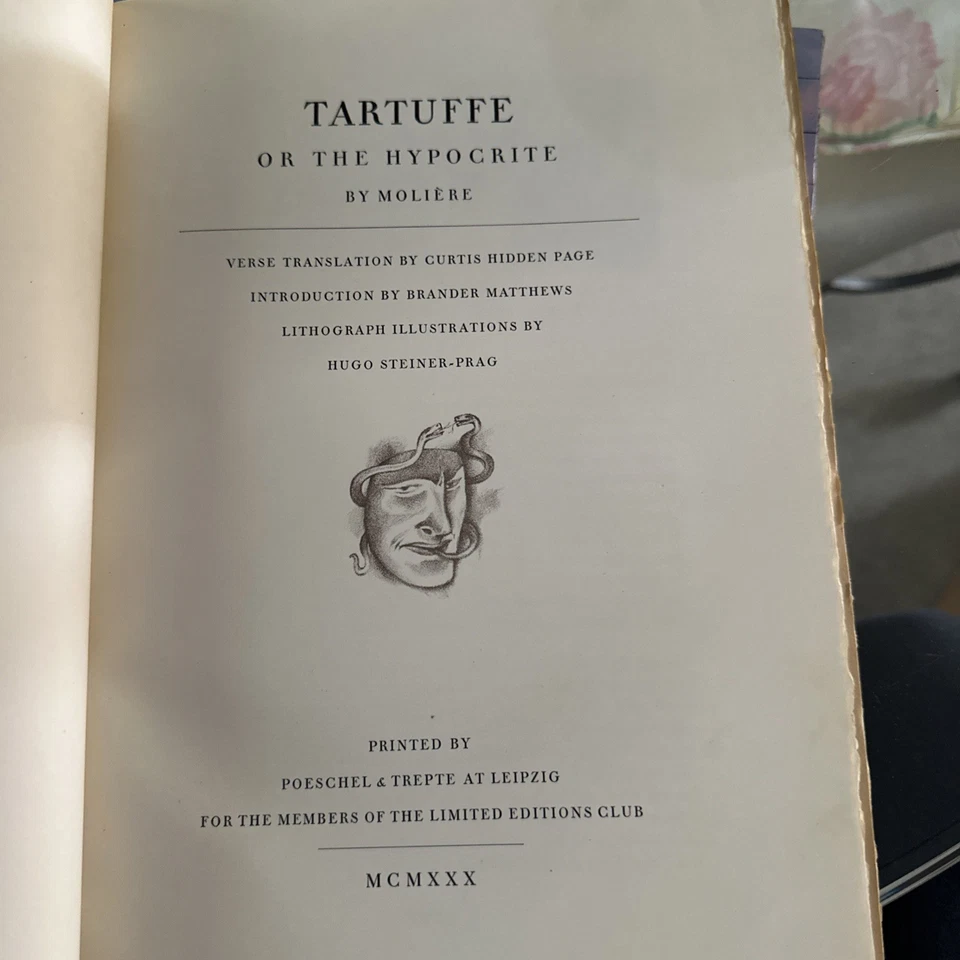 TARTUFFE
OR THE HYPOCRITE
BY MOLIÈRE
VERSE TRANSLATION BY CURTIS HIDDEN PAGE
INTRODUCTION BY BRANDER MATTHEWS
LITHOGRAPH ILLUSTRATIONS BY
HUGO STEINER-PRAG
PRINTED BY
POESCHEL & TREPTE AT LEIPZIG
FOR THE MEMBERS OF THE LIMITED EDITIONS CLUB
MCMXXX